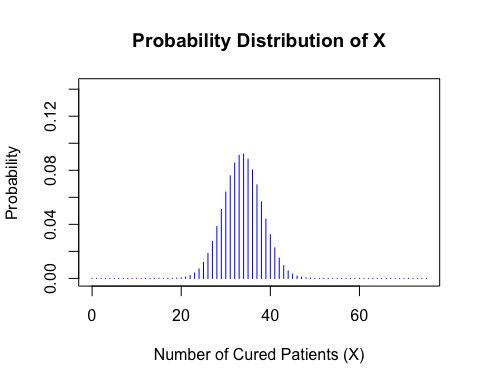 Probability Distribution of X
Probability
0.12
0.08
0.04
0.00
0 20 40 60
Number of Cured Patients (X)